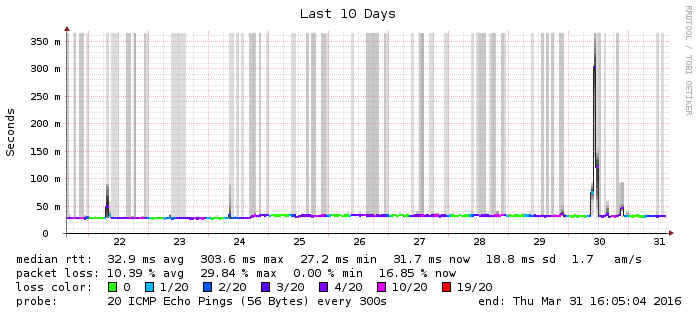 Last 10 Days
RRDTOOL / TOBI OETIKER
Seconds
350 m
300 m
250 m
200 m
150 m
100 m
50 m
0
22 23 24 25 26 27 28 29 30 31
median rtt: 32.9 ms avg 303.6 ms max 27.2 ms min 31.7 ms now 18.8 ms sd 1.7 am/s
packet loss: 10.39 % avg 29.84 % max 0.00 % min 16.85 % now
loss color: 0 1/20 2/20 3/20 4/20 10/20 19/20
probe: 20 ICMP Echo Pings (56 Bytes) every 300s end: Thu Mar 31 16:05:04 2016